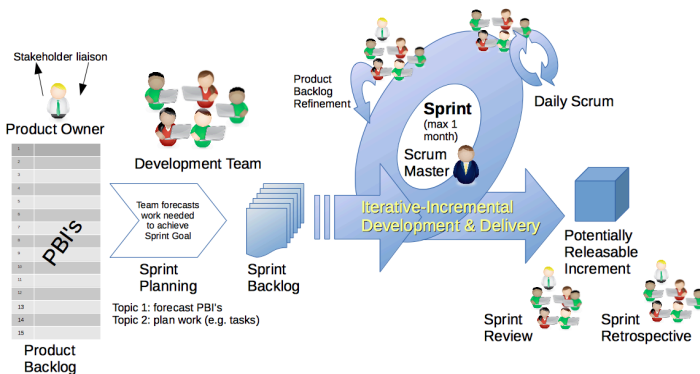 Stakeholder liaison
Product Owner
1
2
3
4
5
6
7
8
9
10
11
12
13
14
15
PBI's
Product
Backlog
Development Team
Team forecasts
work needed
to achieve
Sprint Goal
Sprint
Planning
Topic 1: forecast PBI's
Topic 2: plan work (e.g. tasks)
Sprint
Backlog
Product
Backlog
Refinement
Sprint
(max 1
month)
Scrum
Master
Daily Scrum
Iterative-Incremental
Development & Delivery
Potentially
Releasable
Increment
Sprint
Review
Sprint
Retrospective